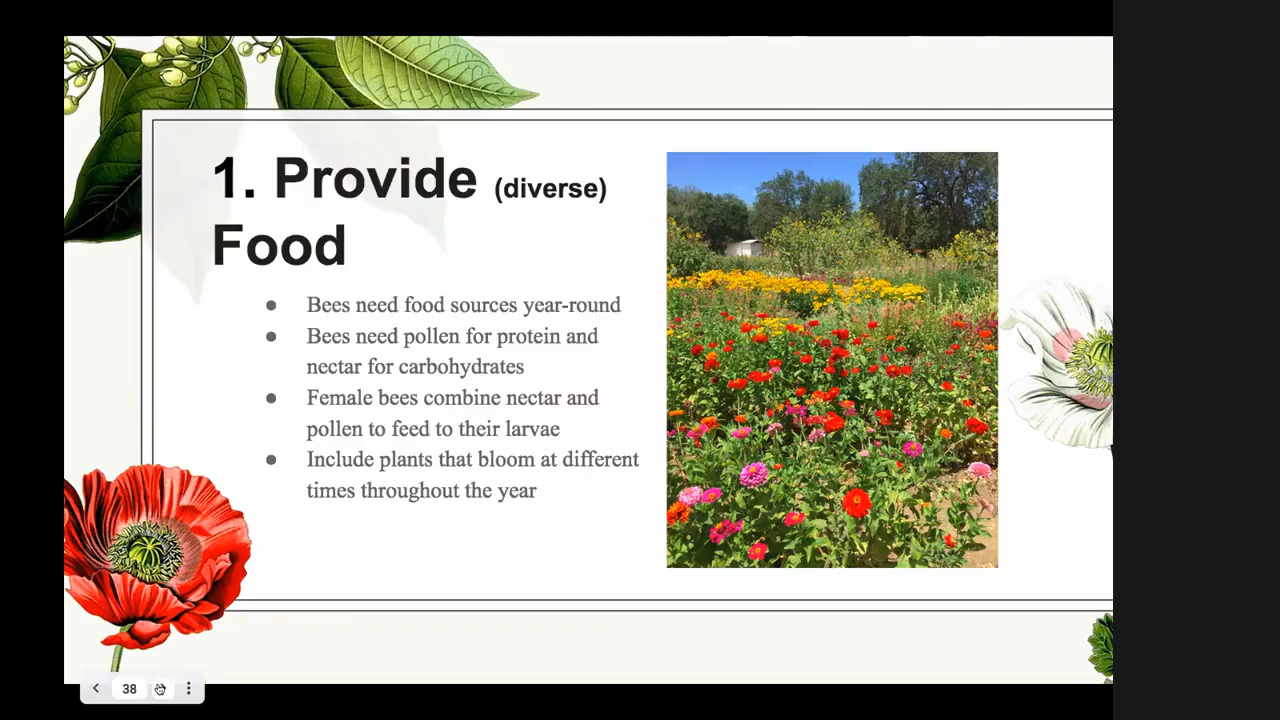 1. Provide (diverse)
Food
● Bees need food sources year-round
● Bees need pollen for protein and
nectar for carbohydrates
● Female bees combine nectar and
pollen to feed to their larvae
● Include plants that bloom at different
times throughout the year
38